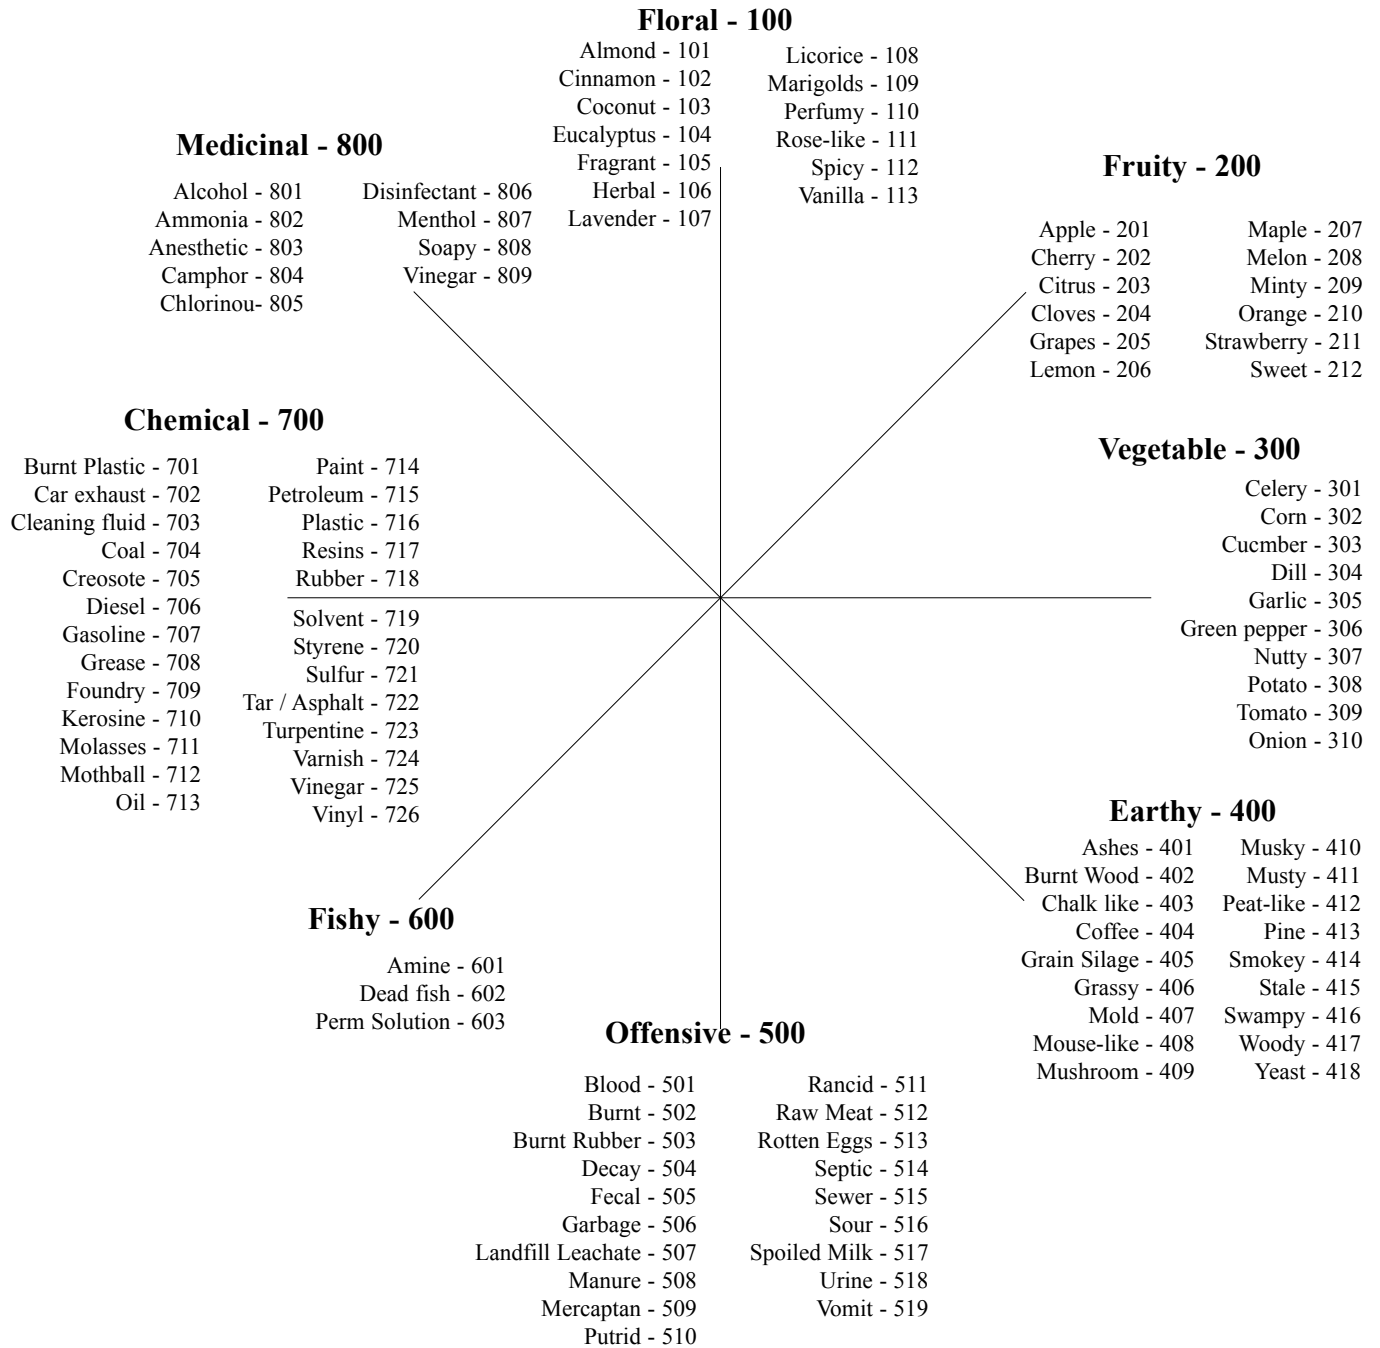 Floral - 100
Almond - 101
Cinnamon - 102
Coconut - 103
Eucalyptus - 104
Fragrant - 105
Herbal - 106
Lavender - 107
Licorice - 108
Marigolds - 109
Perfumy - 110
Rose-like - 111
Spicy - 112
Vanilla - 113
Fruity - 200
Apple - 201
Cherry - 202
Citrus - 203
Cloves - 204
Grapes - 205
Lemon - 206
Maple - 207
Melon - 208
Minty - 209
Orange - 210
Strawberry - 211
Sweet - 212
Vegetable - 300
Celery - 301
Corn - 302
Cucmber - 303
Dill - 304
Garlic - 305
Green pepper - 306
Nutty - 307
Potato - 308
Tomato - 309
Onion - 310
Earthy - 400
Ashes - 401
Burnt Wood - 402
Chalk like - 403
Coffee - 404
Grain Silage - 405
Grassy - 406
Mold - 407
Mouse-like - 408
Mushroom - 409
Musky - 410
Musty - 411
Peat-like - 412
Pine - 413
Smokey - 414
Stale - 415
Swampy - 416
Woody - 417
Yeast - 418
Offensive - 500
Blood - 501
Burnt - 502
Burnt Rubber - 503
Decay - 504
Fecal - 505
Garbage - 506
Landfill Leachate - 507
Manure - 508
Mercaptan - 509
Putrid - 510
Rancid - 511
Raw Meat - 512
Rotten Eggs - 513
Septic - 514
Sewer - 515
Sour - 516
Spoiled Milk - 517
Urine - 518
Vomit - 519
Fishy - 600
Amine - 601
Dead fish - 602
Perm Solution - 603
Chemical - 700
Burnt Plastic - 701
Car exhaust - 702
Cleaning fluid - 703
Coal - 704
Creosote - 705
Diesel - 706
Gasoline - 707
Grease - 708
Foundry - 709
Kerosine - 710
Molasses - 711
Mothball - 712
Oil - 713
Paint - 714
Petroleum - 715
Plastic - 716
Resins - 717
Rubber - 718
Solvent - 719
Styrene - 720
Sulfur - 721
Tar / Asphalt - 722
Turpentine - 723
Varnish - 724
Vinegar - 725
Vinyl - 726
Medicinal - 800
Alcohol - 801
Ammonia - 802
Anesthetic - 803
Camphor - 804
Chlorinou- 805
Disinfectant - 806
Menthol - 807
Soapy - 808
Vinegar - 809